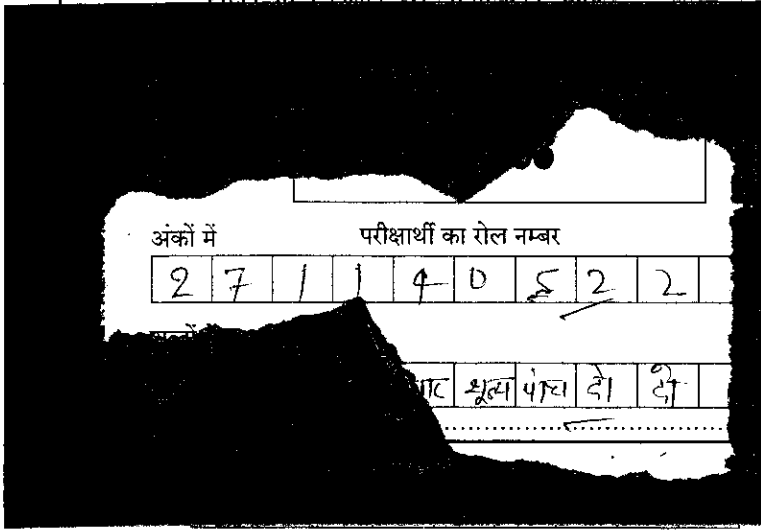 अंकों में परीक्षार्थी का रोल नम्बर
2 7 1 1 4 0 5 2 2
शून्य पांच दो दो